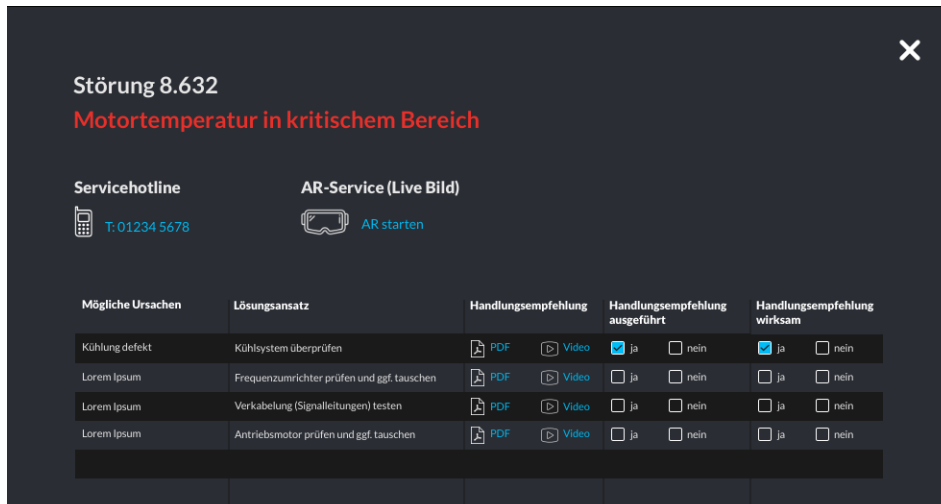 Störung 8.632
Motortemperatur in kritischem Bereich
Servicehotline AR-Service (Live Bild)
T: 01234 5678 AR starten
Mögliche Ursachen Lösungsansatz Handlungsempfehlung Handlungsempfehlung ausgeführt Handlungsempfehlung wirksam
Kühlung defekt Kühlsystem überprüfen PDF Video ja nein ja nein
Lorem Ipsum Frequenzumrichter prüfen und ggf. tauschen PDF Video ja nein ja nein
Lorem Ipsum Verkabelung (Signalleitungen) testen PDF Video ja nein ja nein
Lorem Ipsum Antriebsmotor prüfen und ggf. tauschen PDF Video ja nein ja nein